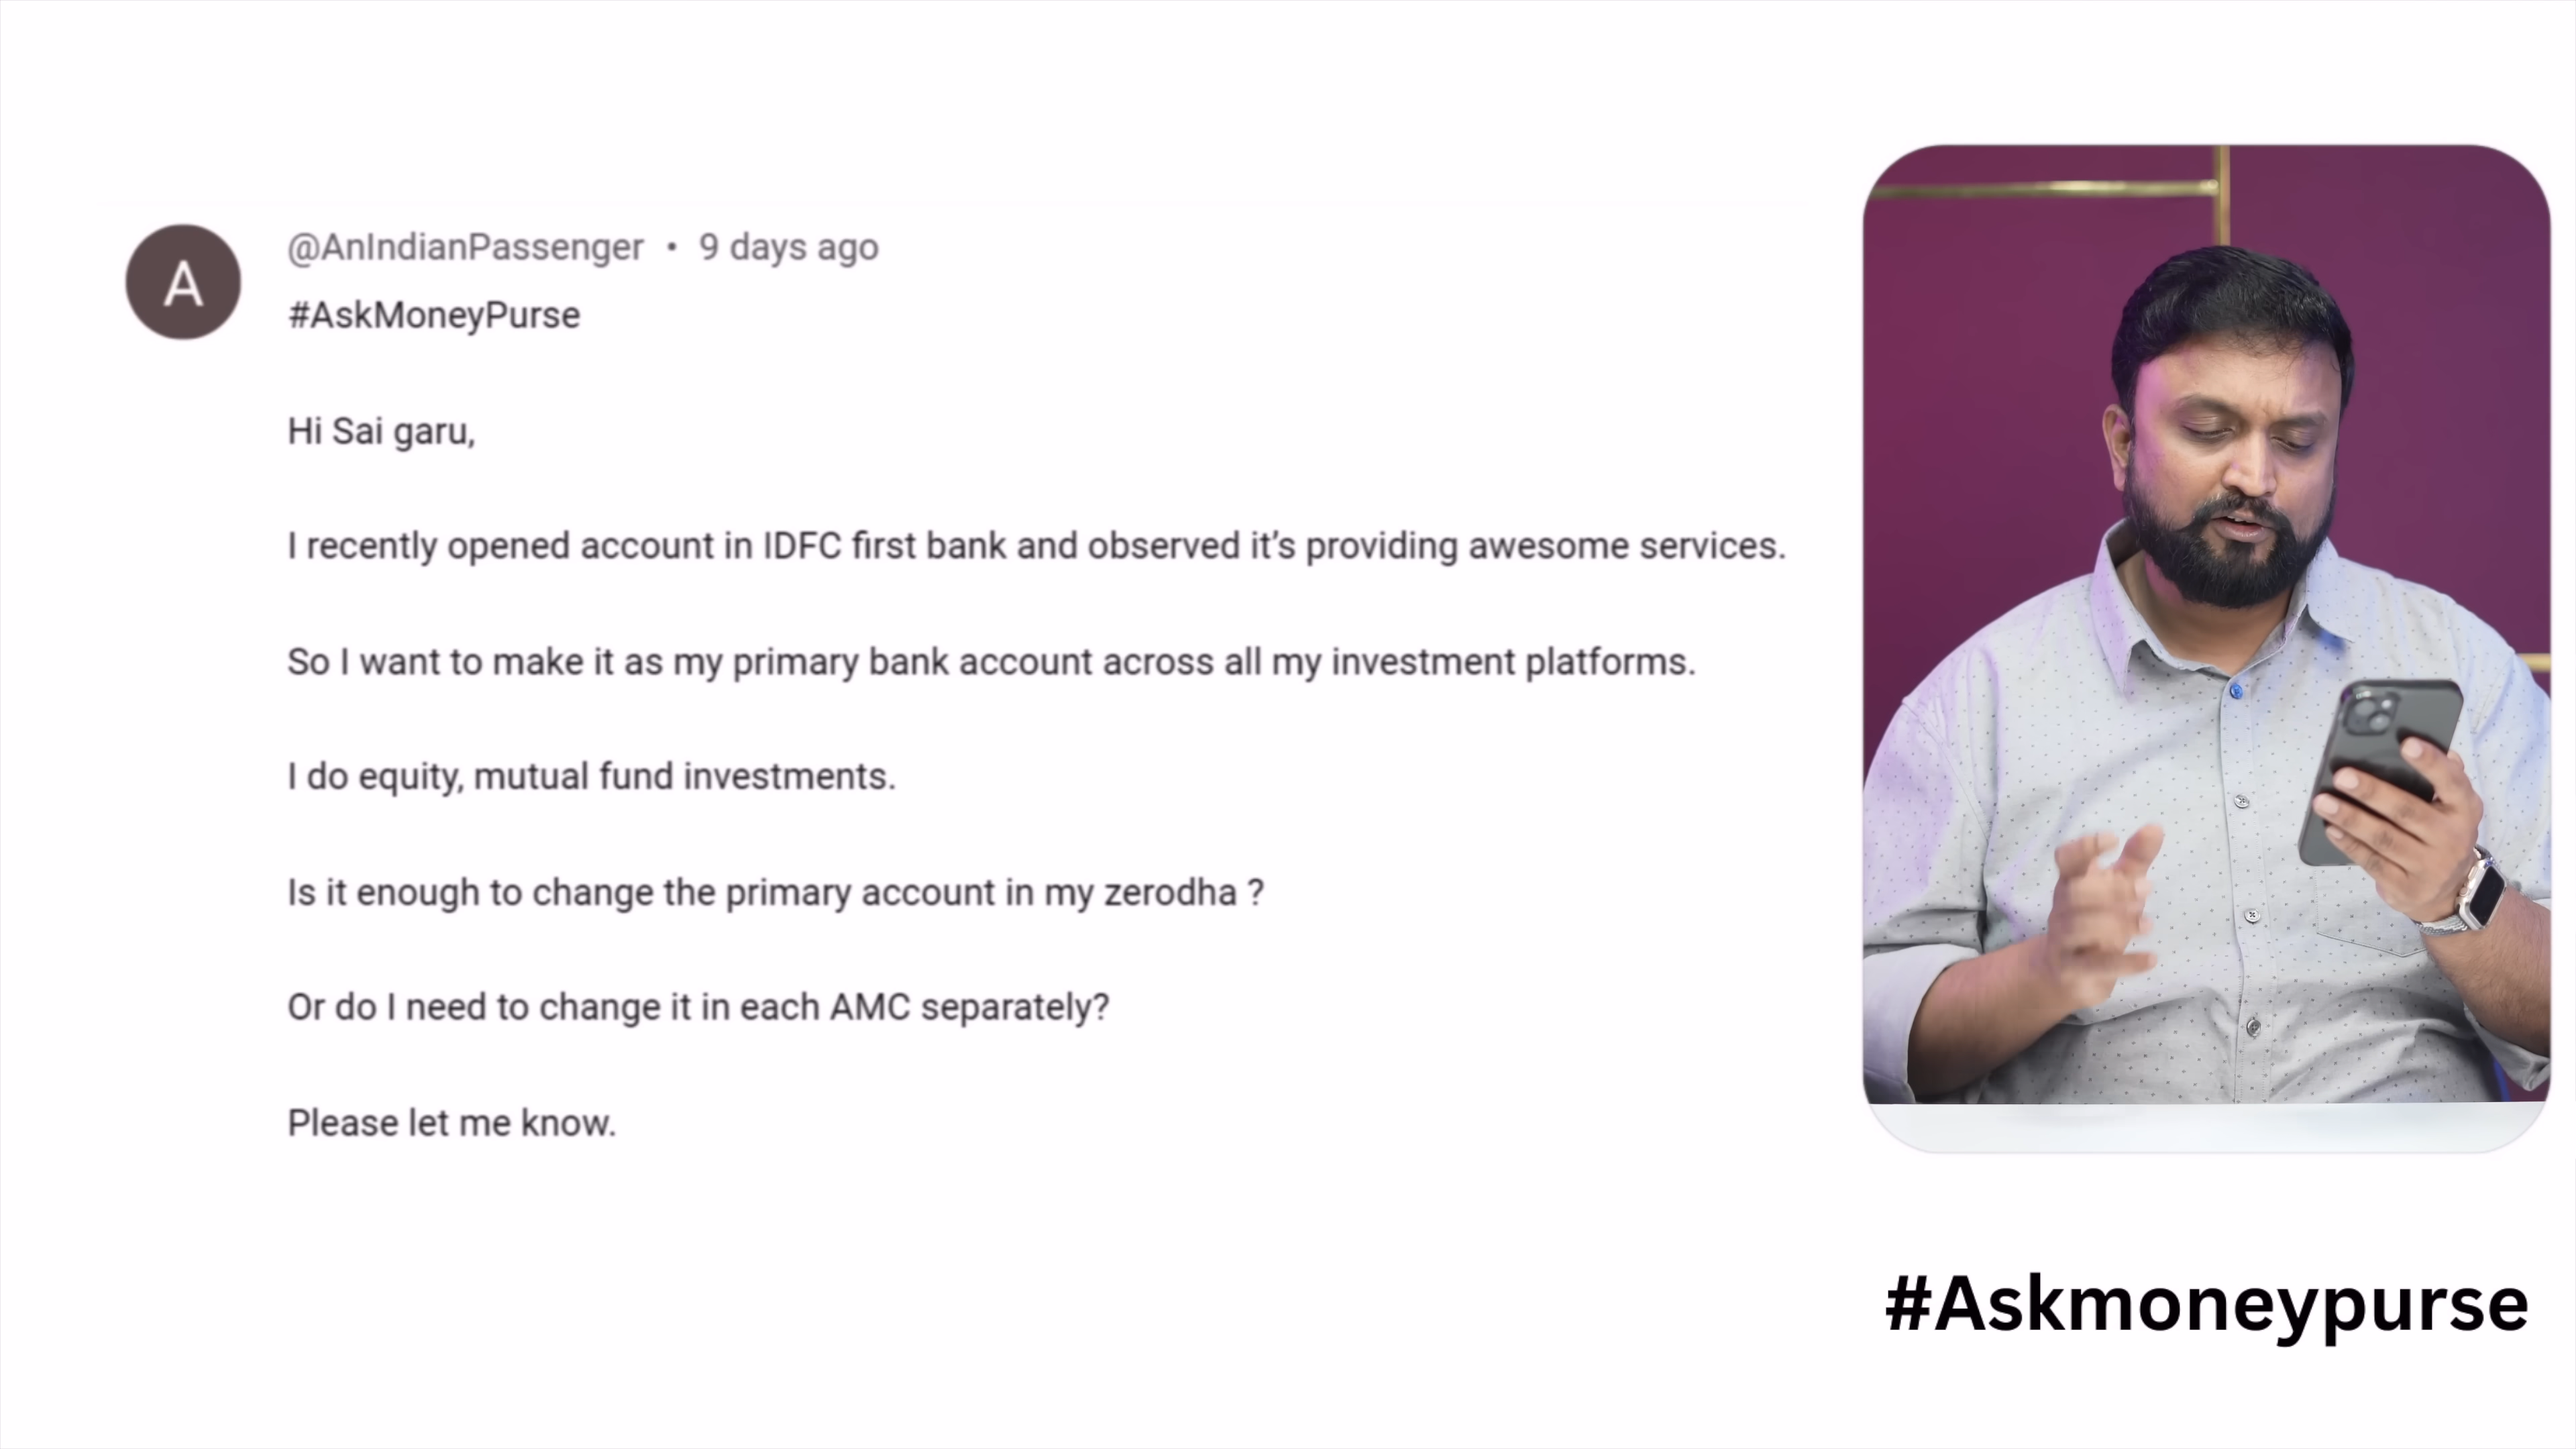 A
@AnIndianPassenger • 9 days ago
#AskMoneyPurse
Hi Sai garu,
I recently opened account in IDFC first bank and observed it’s providing awesome services.
So I want to make it as my primary bank account across all my investment platforms.
I do equity, mutual fund investments.
Is it enough to change the primary account in my zerodha ?
Or do I need to change it in each AMC separately?
Please let me know.
#Askmoneypurse